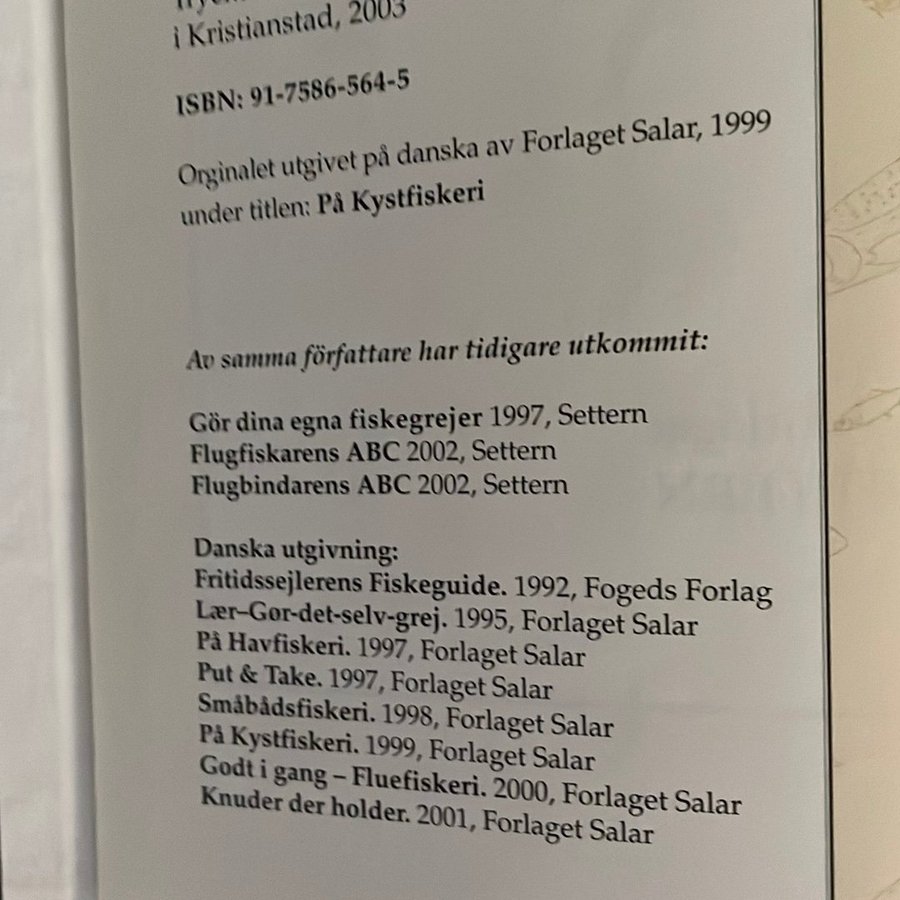 i Kristianstad, 2003
ISBN: 91-7586-564-5
Orginalet utgivet på danska av Forlaget Salar, 1999
under titlen: På Kystfiskeri
Av samma författare har tidigare utkommit:
Gör dina egna fiskegrejer 1997, Settern
Flugfiskarens ABC 2002, Settern
Flugbindarens ABC 2002, Settern
Danska utgivning:
Fritidssejlerens Fiskeguide. 1992, Fogeds Forlag
Lær–Gør-det-selv-grej. 1995, Forlaget Salar
På Havfiskeri. 1997, Forlaget Salar
Put & Take. 1997, Forlaget Salar
Småbådsfiskeri. 1998, Forlaget Salar
På Kystfiskeri. 1999, Forlaget Salar
Godt i gang – Fluefiskeri. 2000, Forlaget Salar
Knuder der holder. 2001, Forlaget Salar